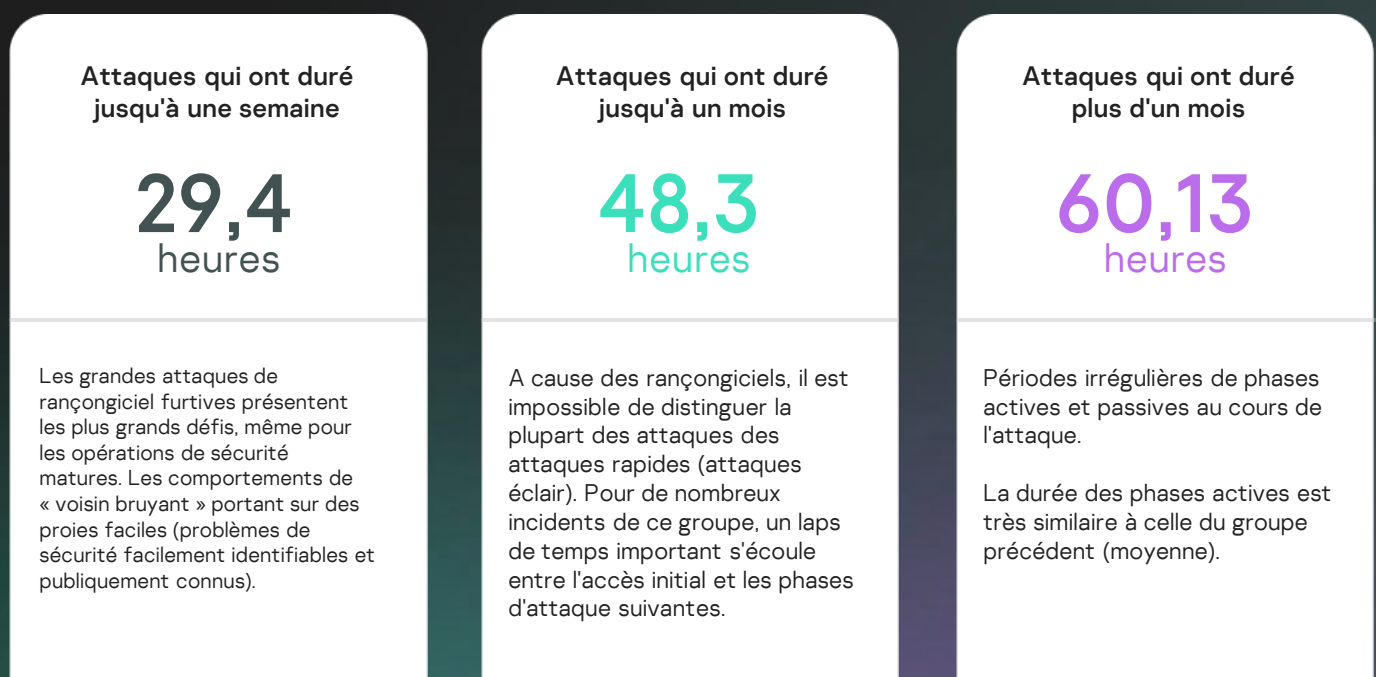 Attaques qui ont duré
jusqu'à une semaine
29,4
heures
Les grandes attaques de
rançongiciel furtives présentent
les plus grands défis, même pour
les opérations de sécurité
matures. Les comportements de
« voisin bruyant » portant sur des
proies faciles (problèmes de
sécurité facilement identifiables et
publiquement connus).
Attaques qui ont duré
jusqu'à un mois
48,3
heures
A cause des rançongiciels, il est
impossible de distinguer la
plupart des attaques des
attaques rapides (attaques
éclair). Pour de nombreux
incidents de ce groupe, un laps
de temps important s'écoule
entre l'accès initial et les phases
d'attaque suivantes.
Attaques qui ont duré
plus d'un mois
60,13
heures
Périodes irrégulières de phases
actives et passives au cours de
l'attaque.
La durée des phases actives est
très similaire à celle du groupe
précédent (moyenne).